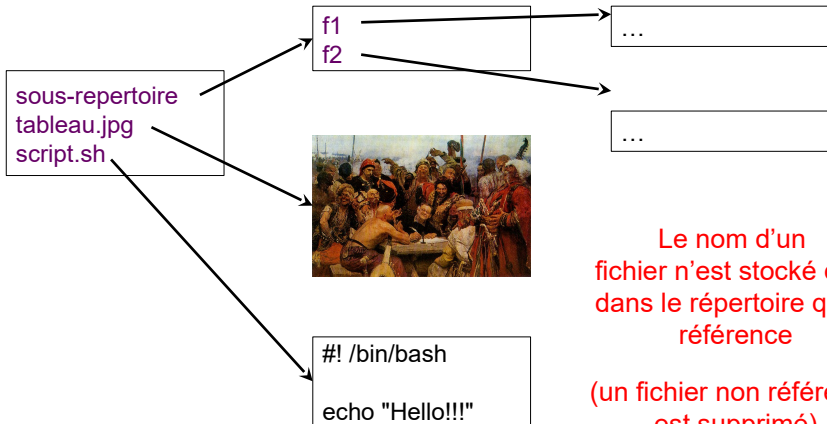 f1
f2
…
sous-repertoire
tableau.jpg
script.sh
…
Le nom d’un
fichier n’est stocké
dans le répertoire
référence
#! /bin/bash
(un fichier non
echo "Hello!!!"
est supprimé)